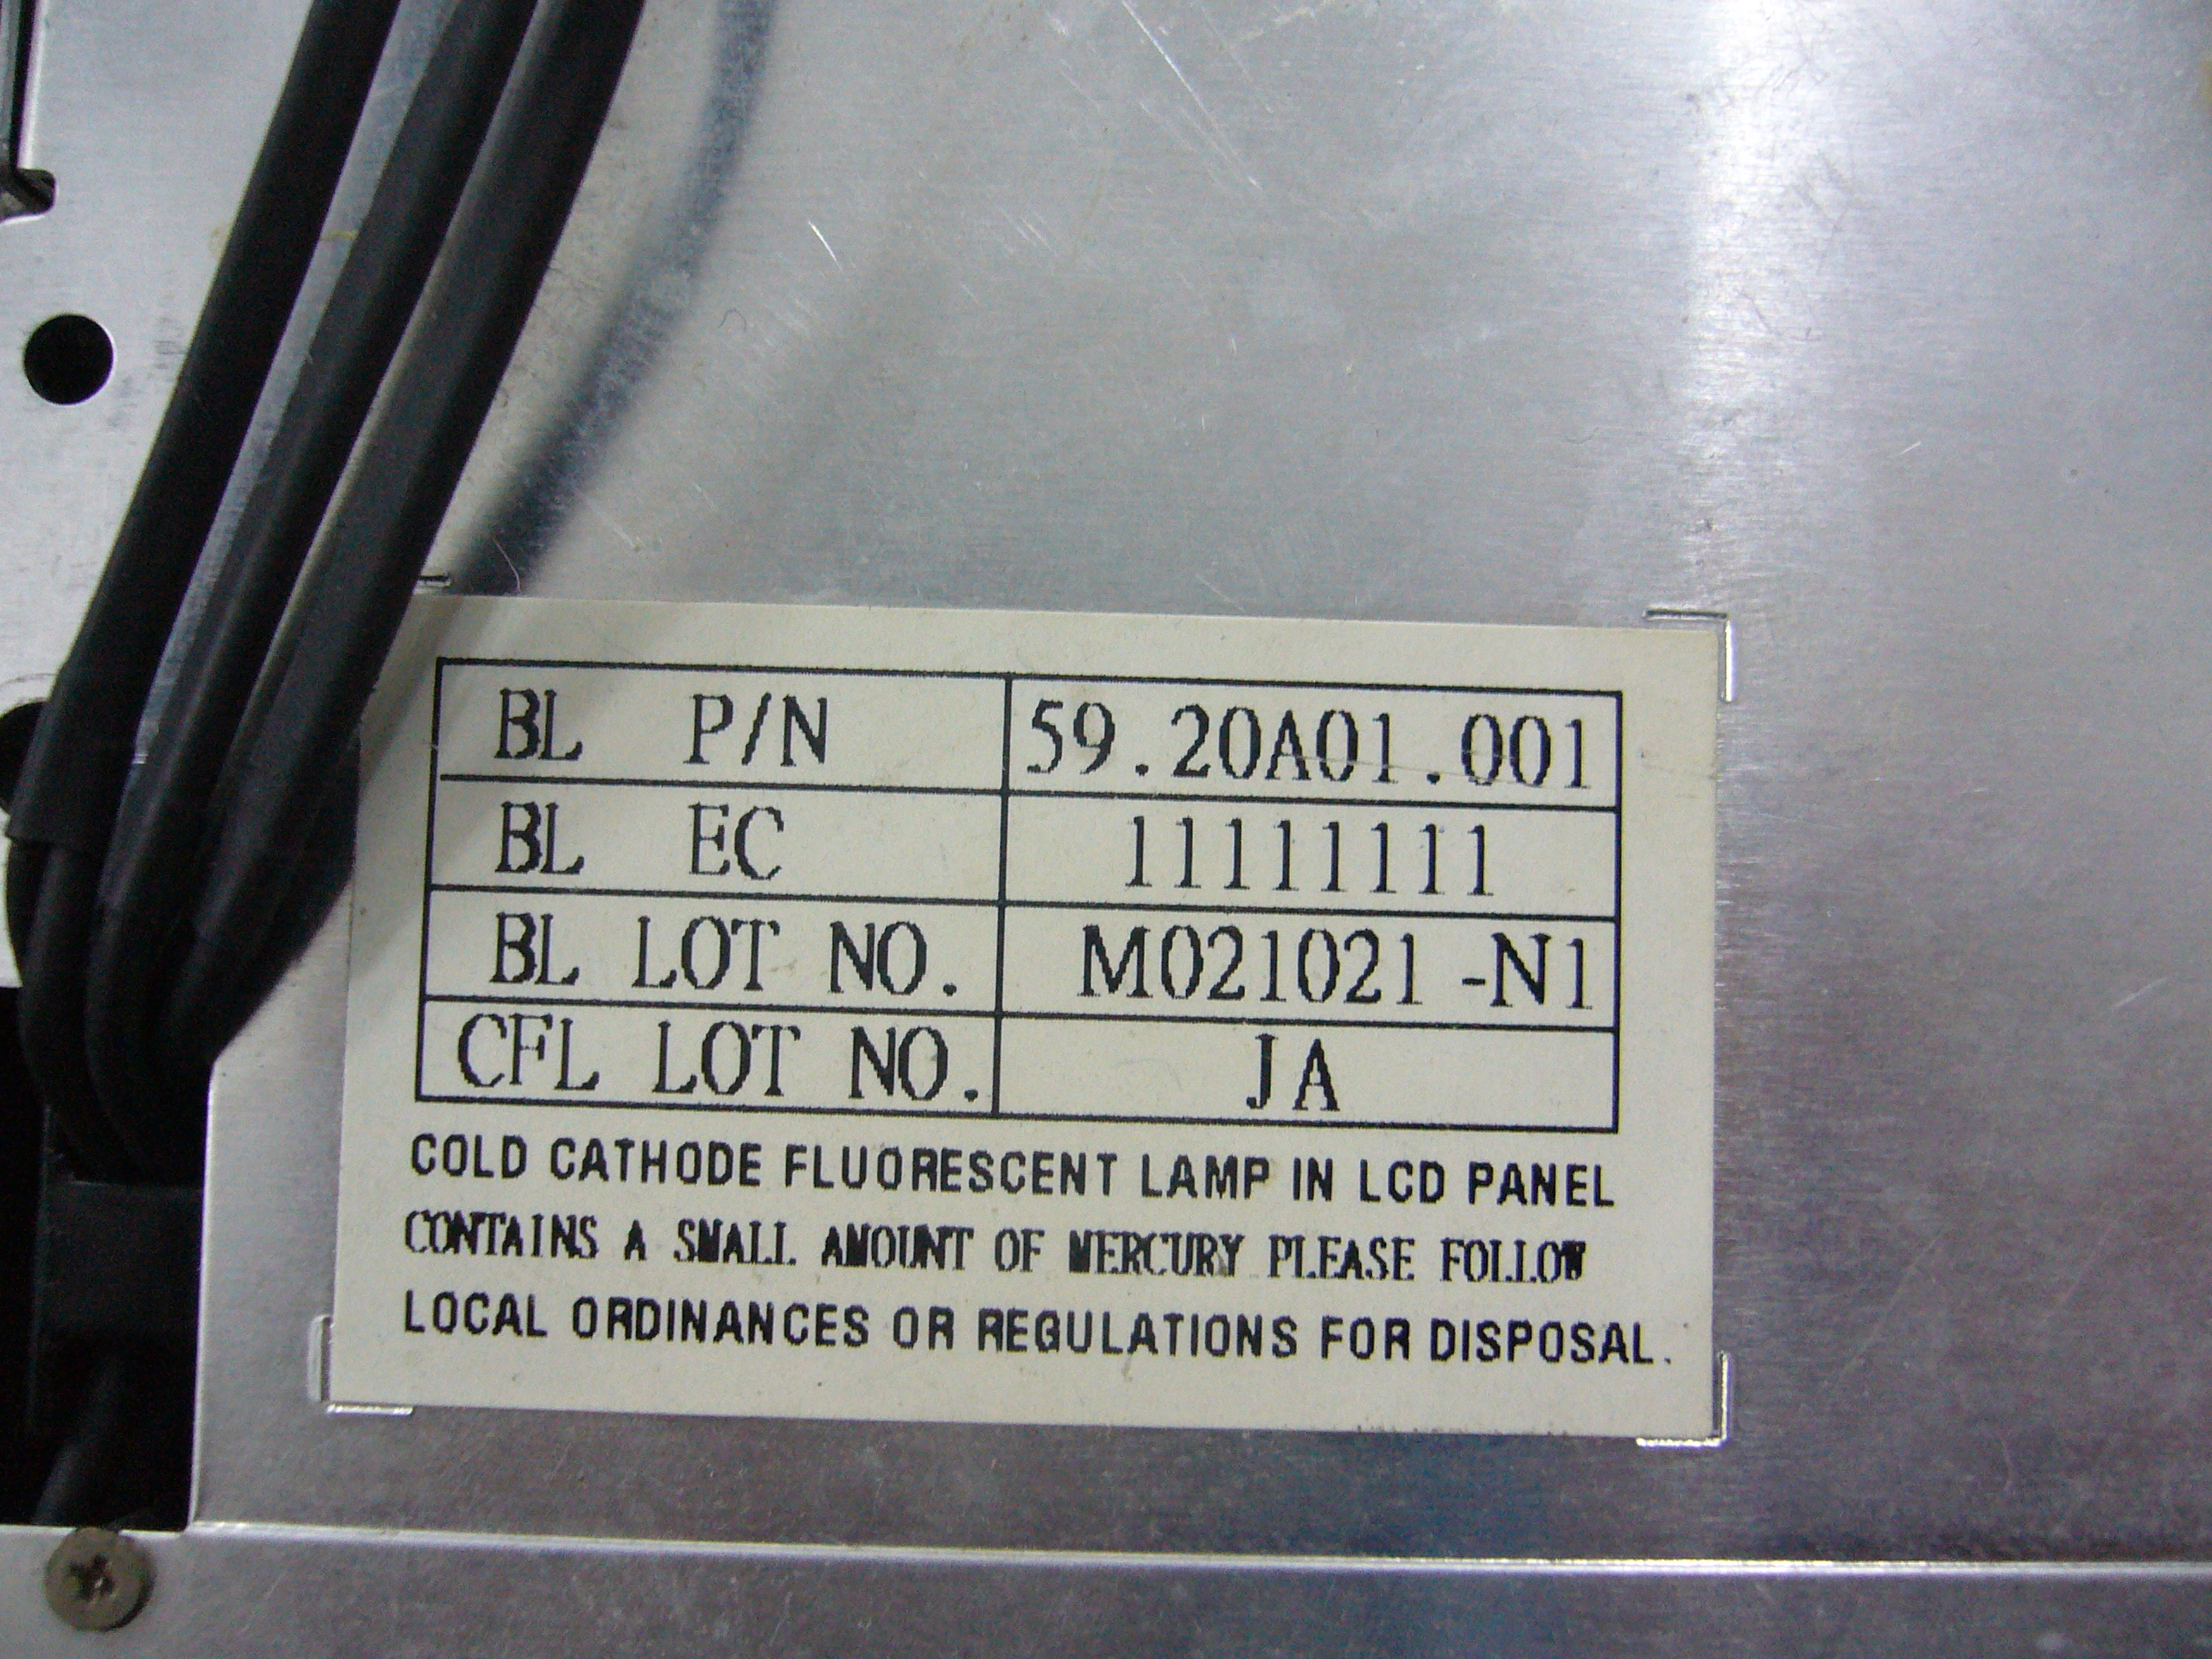 BL P/N 59.20A01.001
BL EC 11111111
BL LOT NO. M021021 -N1
CFL LOT NO. JA
COLD CATHODE FLUORESCENT LAMP IN LCD PANEL
CONTAINS A SMALL AMOUNT OF MERCURY PLEASE FOLLOW
LOCAL ORDINANCES OR REGULATIONS FOR DISPOSAL.